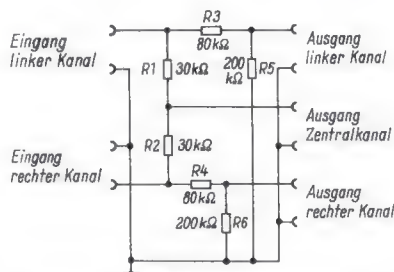 Eingang
linker Kanal
R3
80kΩ
Ausgang
linker Kanal
R1
30kΩ
200
kΩ
R5
Ausgang
Zentralkanal
R2
30kΩ
Eingang
rechter Kanal
R4
80kΩ
200kΩ
R6
Ausgang
rechter Kanal